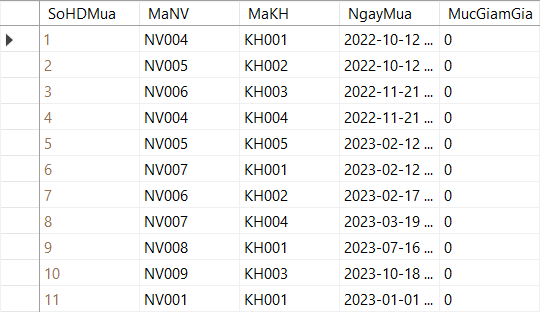 SoHDMua MaNV MaKH NgayMua MucGiamGia
1 NV004 KH001 2022-10-12 ... 0
2 NV005 KH002 2022-10-12 ... 0
3 NV006 KH003 2022-11-21 ... 0
4 NV004 KH004 2022-11-21 ... 0
5 NV005 KH005 2023-02-12 ... 0
6 NV007 KH001 2023-02-12 ... 0
7 NV006 KH002 2023-02-17 ... 0
8 NV007 KH004 2023-03-19 ... 0
9 NV008 KH001 2023-07-16 ... 0
10 NV009 KH003 2023-10-18 ... 0
11 NV001 KH001 2023-01-01 ... 0